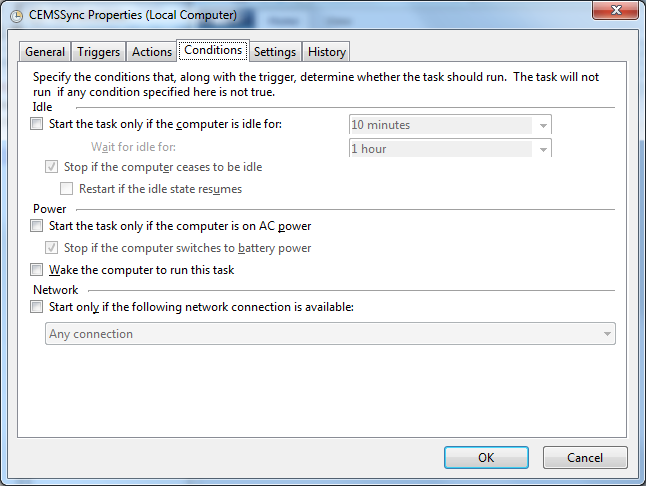 CEMSSync Properties (Local Computer)
General Triggers Actions Conditions Settings History
Specify the conditions that, along with the trigger, determine whether the task should run. The task will not
run if any condition specified here is not true.
Idle
Start the task only if the computer is idle for: 10 minutes
Wait for idle for: 1 hour
Stop if the computer ceases to be idle
Restart if the idle state resumes
Power
Start the task only if the computer is on AC power
Stop if the computer switches to battery power
Wake the computer to run this task
Network
Start only if the following network connection is available:
Any connection
OK Cancel